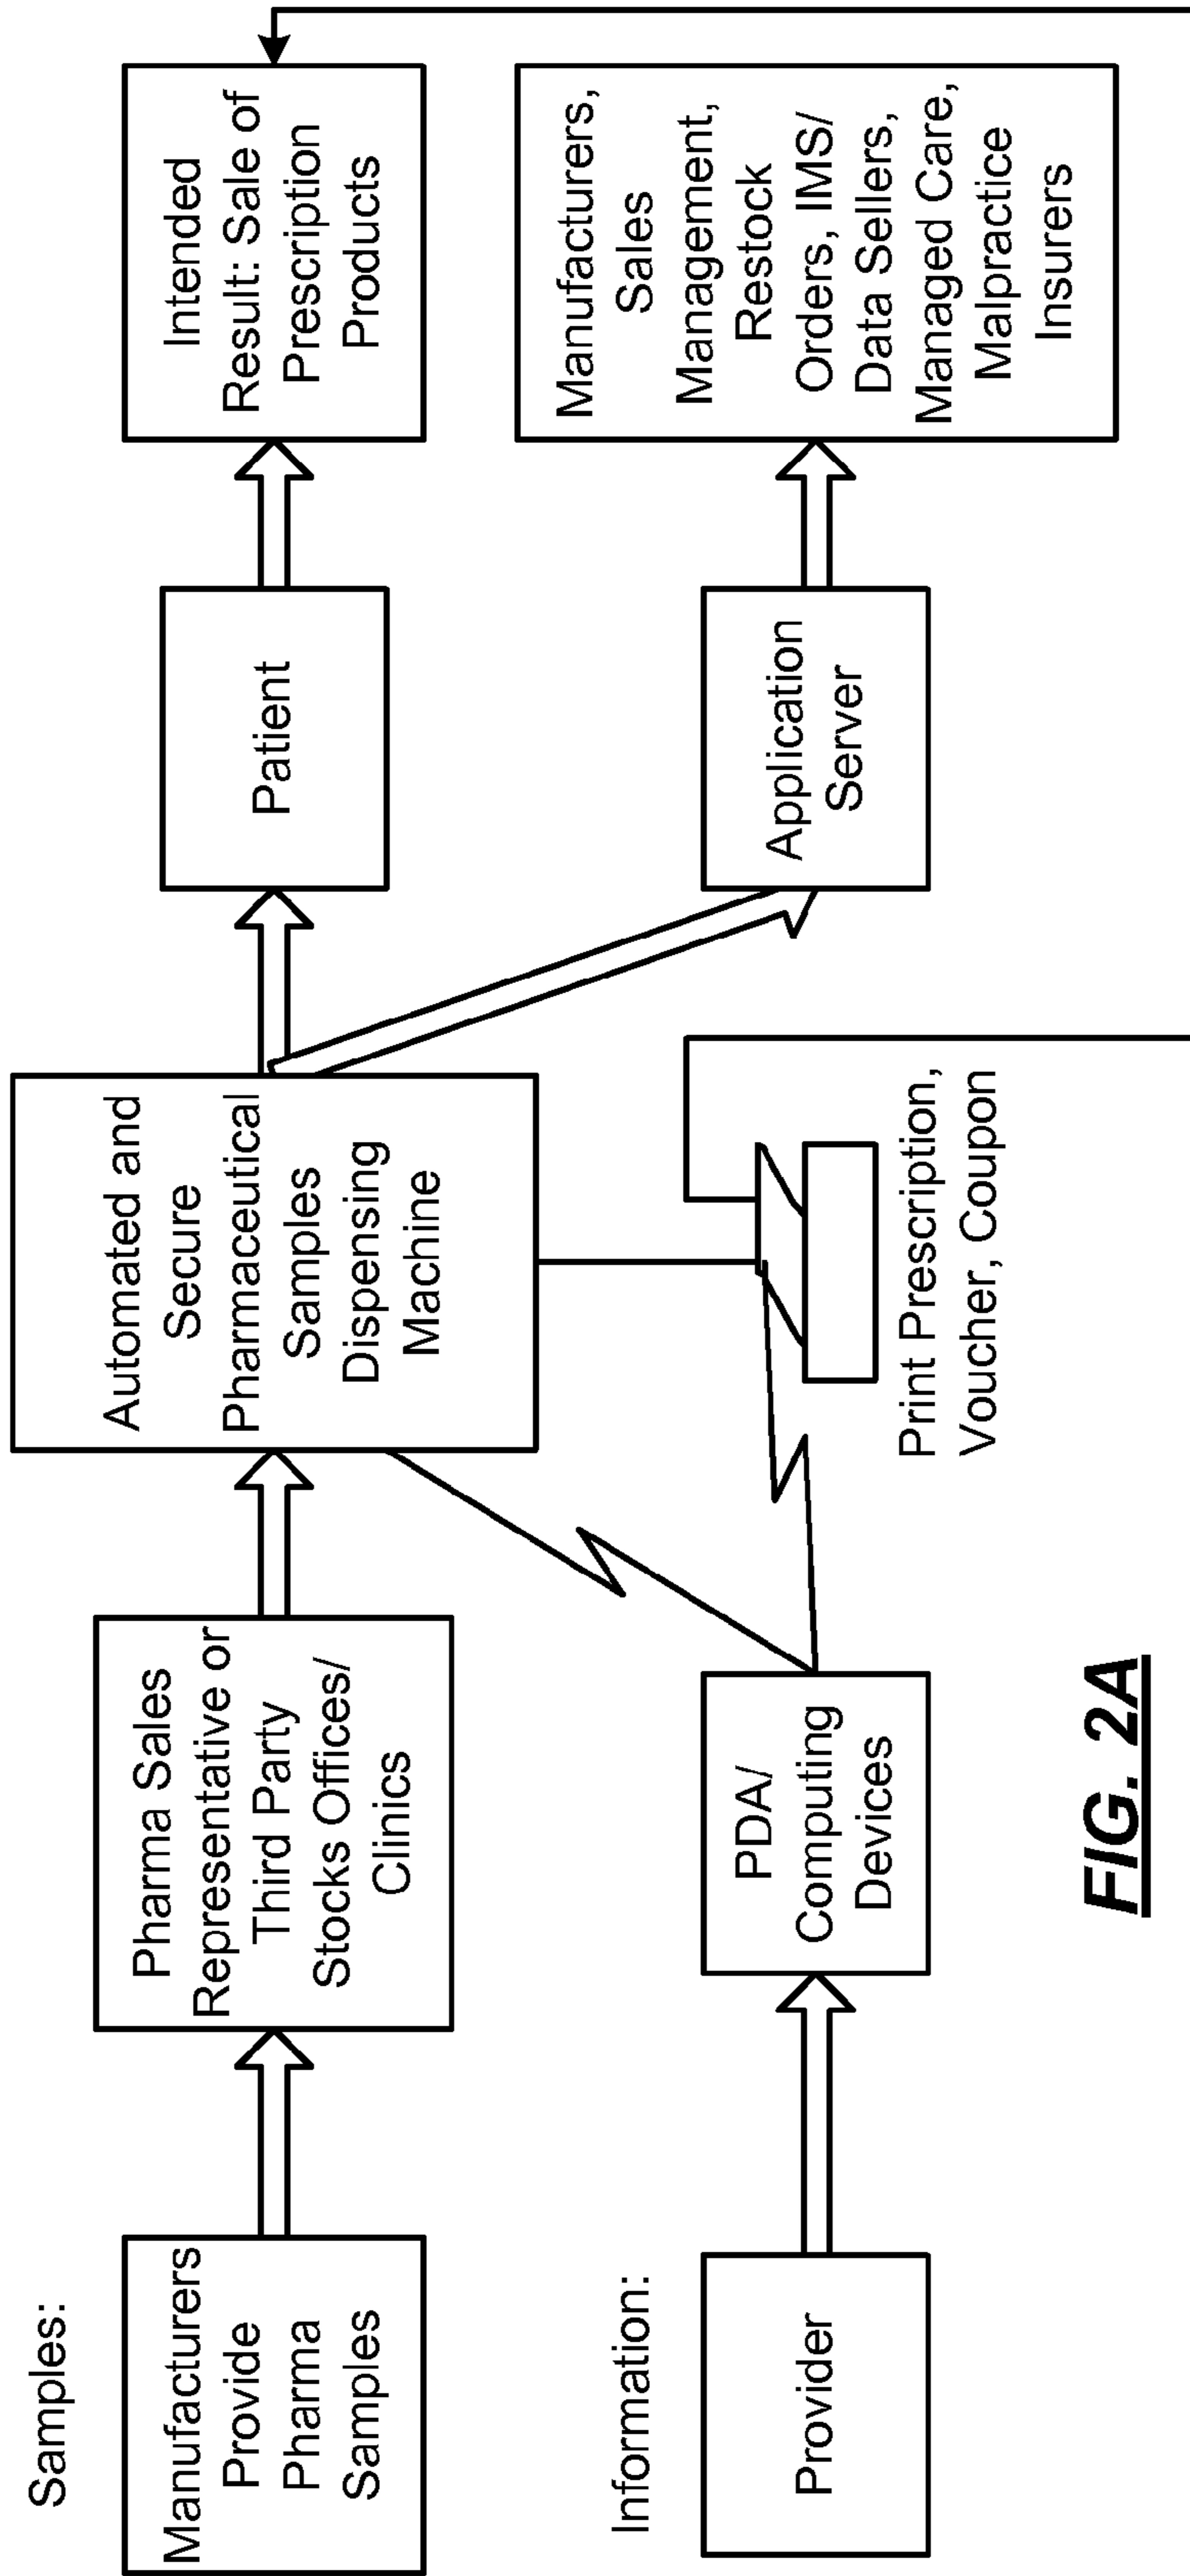 Samples:
Manufacturers
Provide
Pharma
Samples
Pharma Sales
Representative or
Third Party
Stocks Offices/
Clinics
Automated and
Secure
Pharmaceutical
Samples
Dispensing
Machine
Patient
Intended
Result: Sale of
Prescription
Products
Information:
Provider
PDA/
Computing
Devices
Print Prescription,
Voucher, Coupon
Application
Server
Manufacturers,
Sales
Management,
Restock
Orders, IMS/
Data Sellers,
Managed Care,
Malpractice
Insurers
FIG. 2A